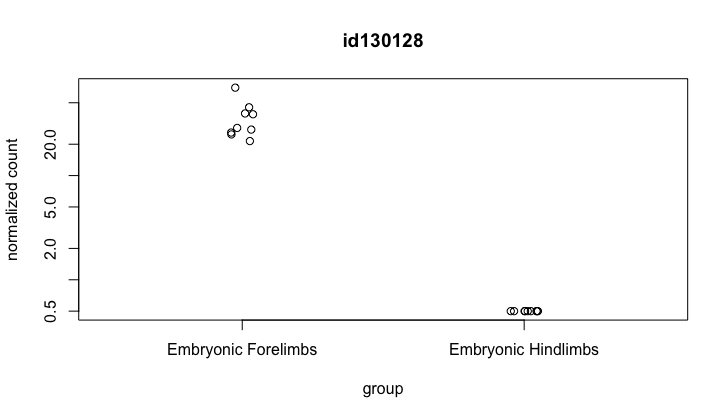 id130128
normalized count
20.0
5.0
2.0
0.5
Embryonic Forelimbs
Embryonic Hindlimbs
group